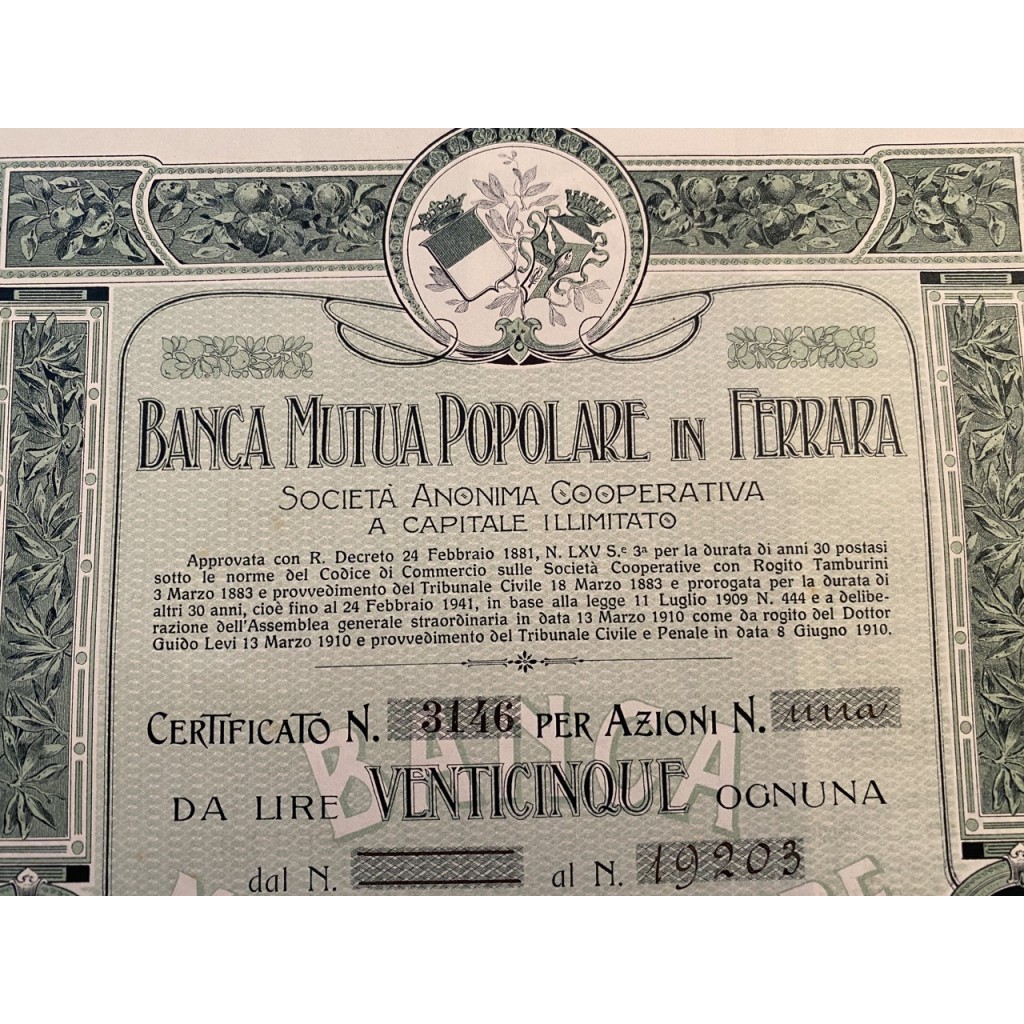 BANCA MUTUA POPOLARE IN FERRARA
SOCIETÀ ANONIMA COOPERATIVA
A CAPITALE ILLIMITATO
Approvata con R. Decreto 24 Febbraio 1881, N. LXV S.e 3a per la durata di anni 30 postasi
sotto le norme del Codice di Commercio sulle Società Cooperative con Rogito Tamburini
3 Marzo 1883 e provvedimento del Tribunale Civile 18 Marzo 1883 e prorogata per la durata di
altri 30 anni, cioè fino al 24 Febbraio 1941, in base alla legge 11 Luglio 1909 N. 444 e a delibe-
razione dell'Assemblea generale straordinaria in data 13 Marzo 1910 come da rogito del Dottor
Guido Levi 13 Marzo 1910 e provvedimento del Tribunale Civile e Penale in data 8 Giugno 1910.
CERTIFICATO N. 3146 PER AZIONI N. una
BANCA
DA LIRE VENTICINQUE OGNUNA
dal N. al N. 19203